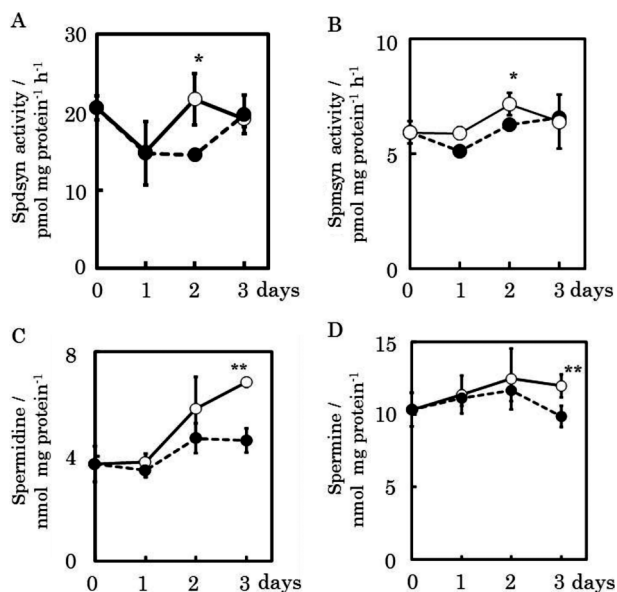 A
Spdsyn activity /
pmol mg protein⁻¹ h⁻¹
30
20
10
0
*
0 1 2 3 days
B
Spmsyn activity /
pmol mg protein⁻¹ h⁻¹
10
5
0
*
0 1 2 3 days
C
Spermidine /
nmol mg protein⁻¹
8
4
0
**
0 1 2 3 days
D
Spermine /
nmol mg protein⁻¹
15
10
5
0
**
0 1 2 3 days